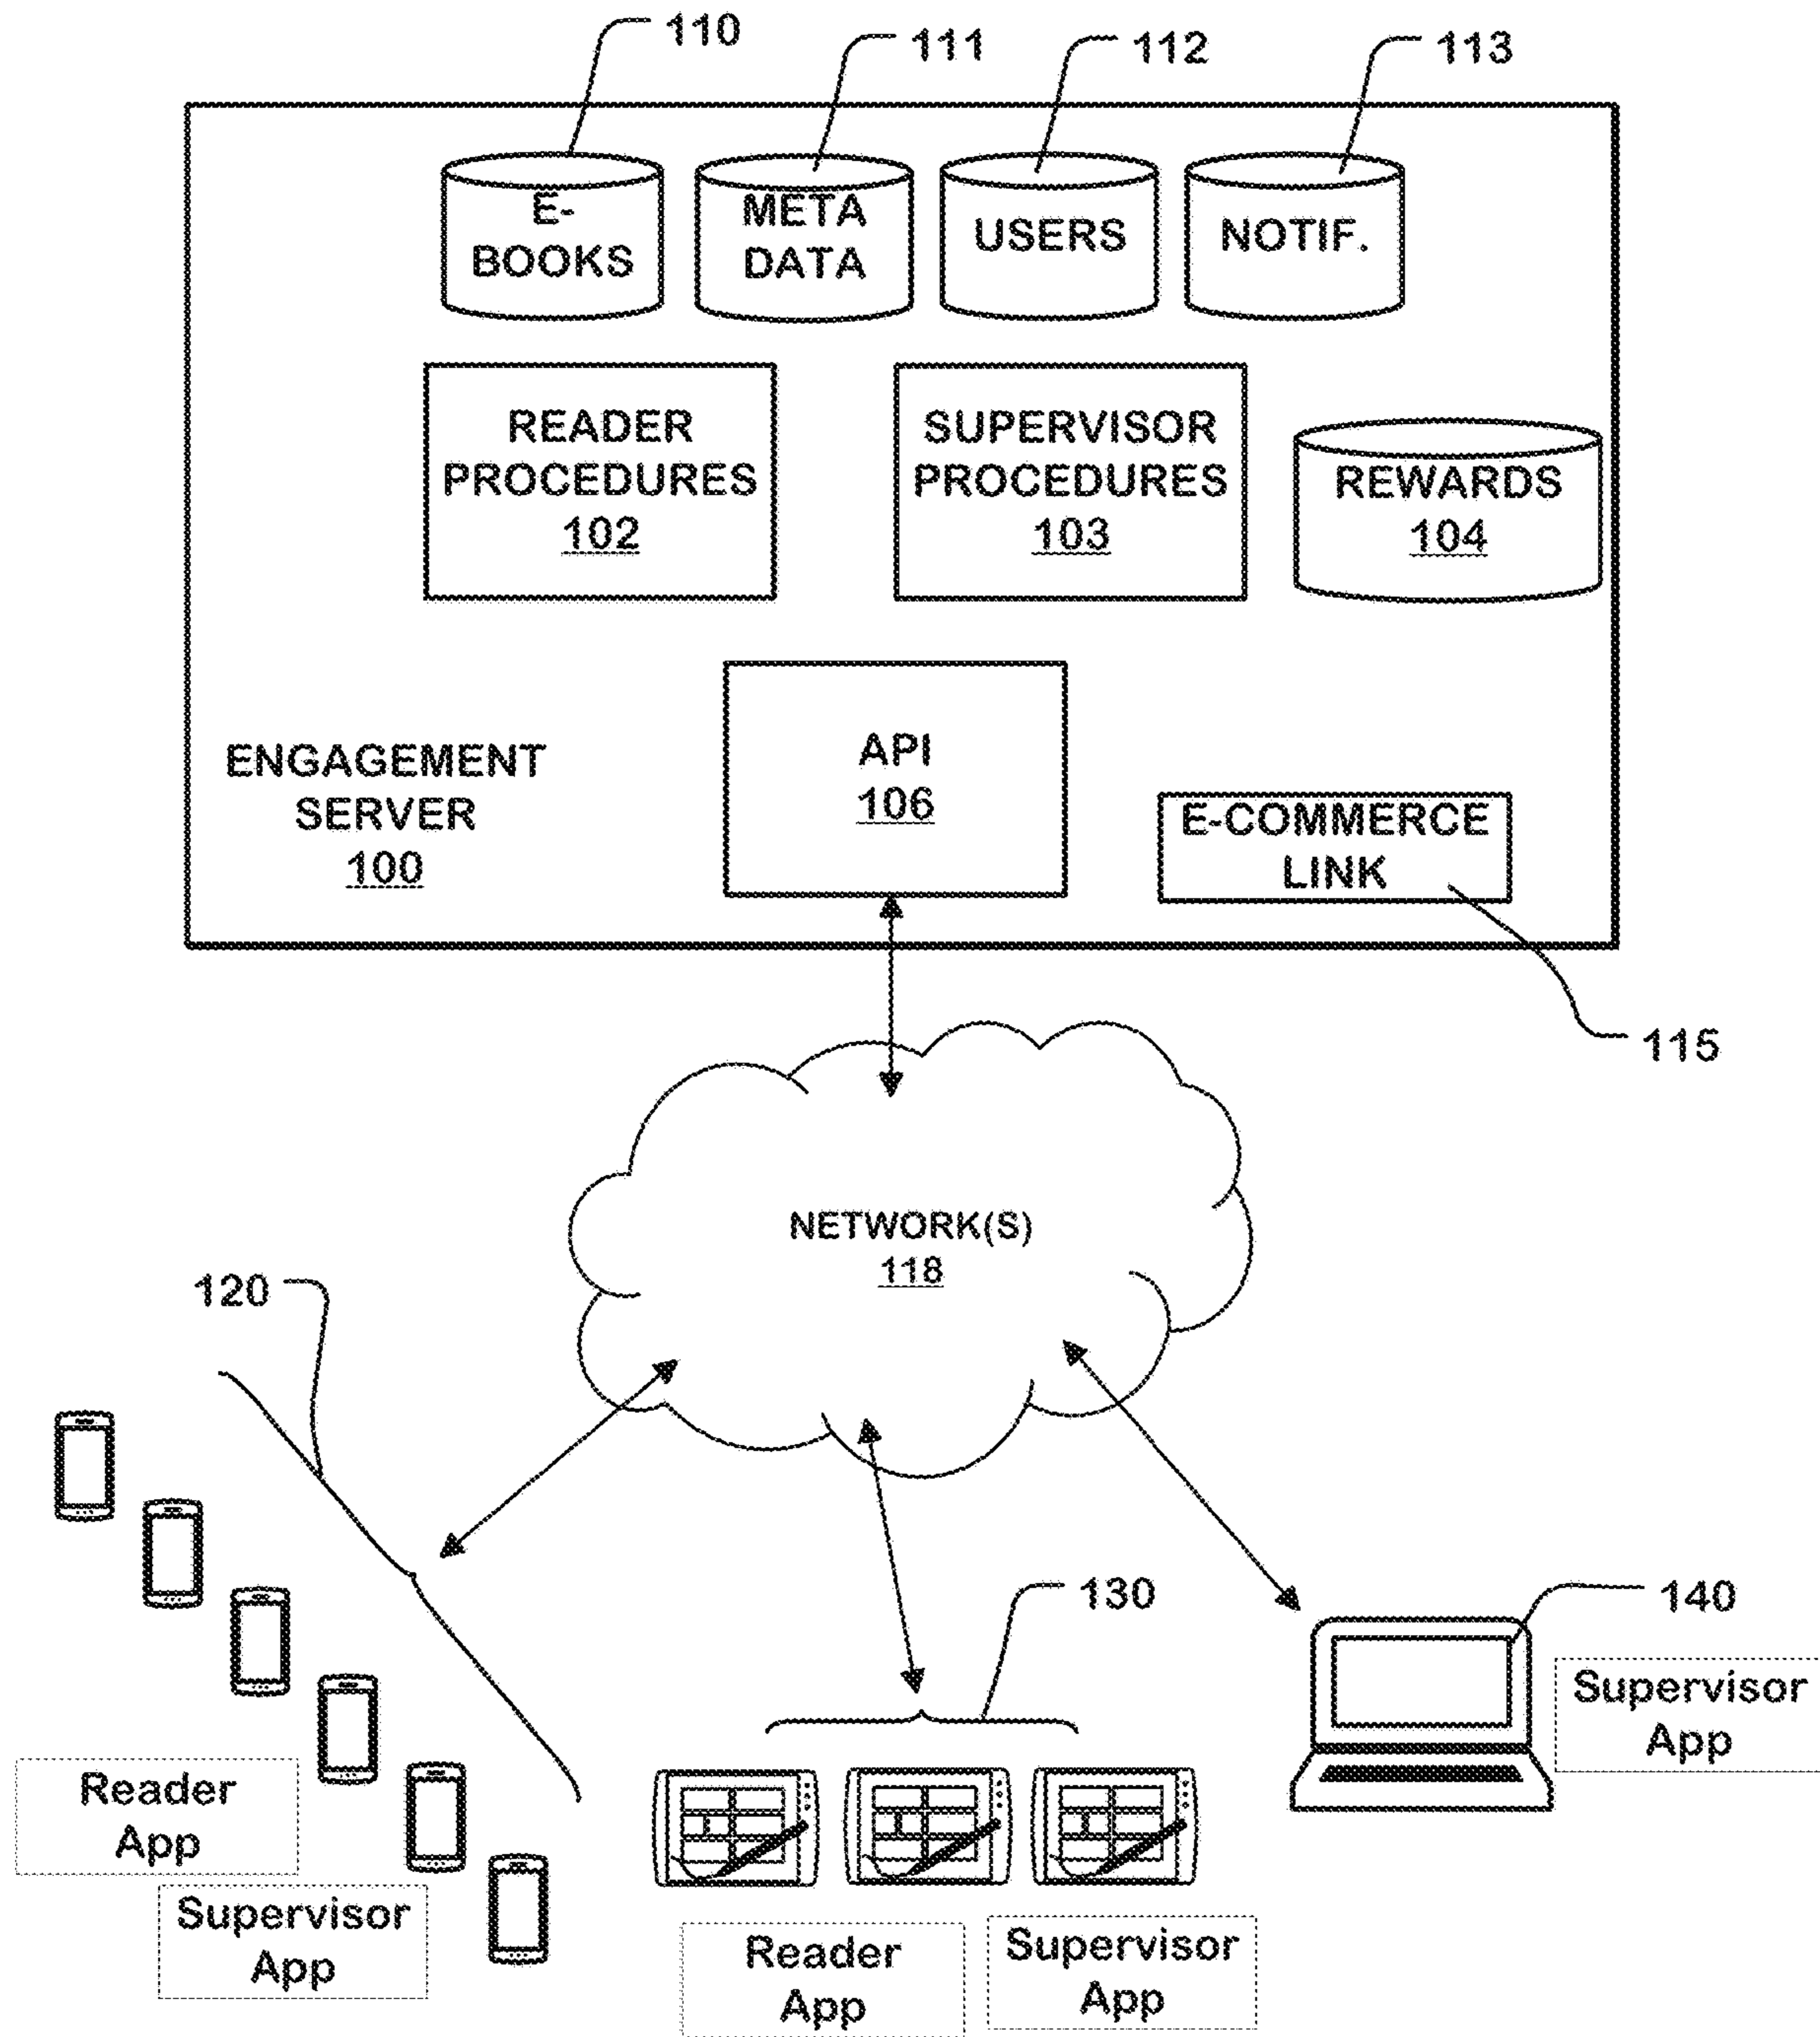 110
111
112
113
E-
BOOKS
META
DATA
USERS
NOTIF.
READER
PROCEDURES
102
SUPERVISOR
PROCEDURES
103
REWARDS
104
ENGAGEMENT
SERVER
100
API
106
E-COMMERCE
LINK
115
NETWORK(S)
118
120
130
140
Supervisor
App
Reader
App
Supervisor
App
Reader
App
Supervisor
App